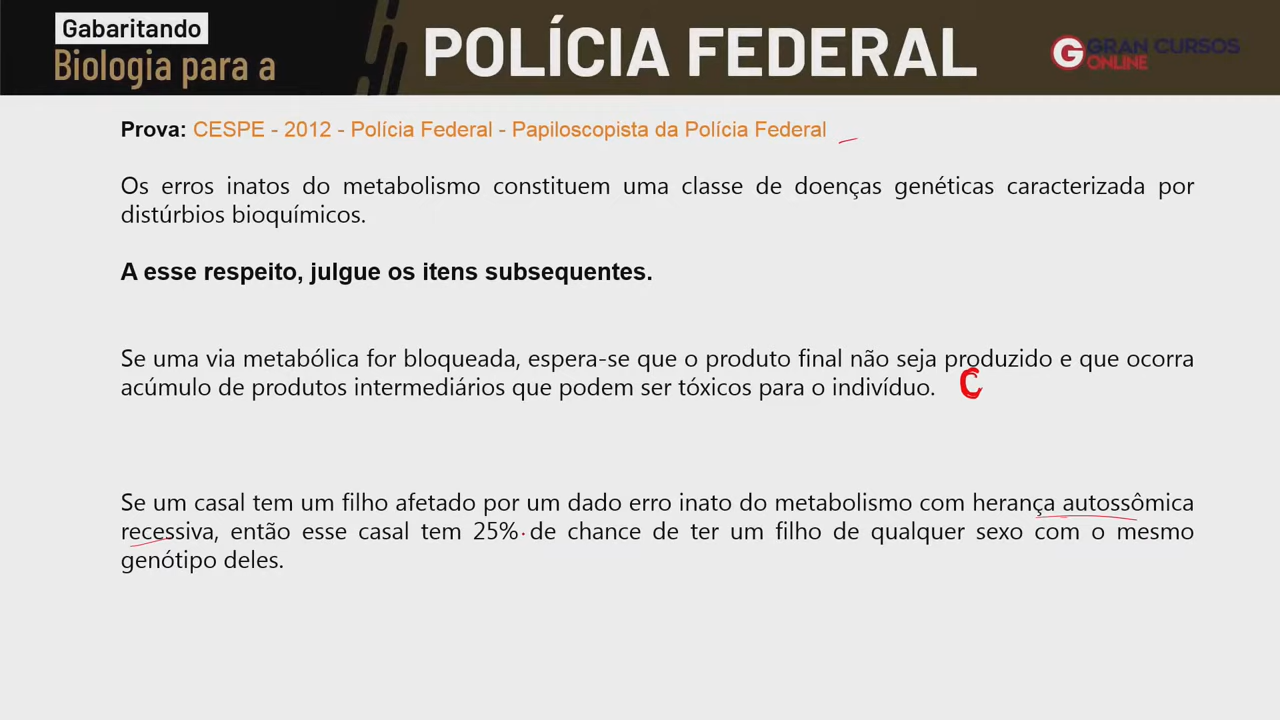 Gabaritando
Biologia para a
POLÍCIA FEDERAL
G GRAN CURSOS
ONLINE
Prova: CESPE - 2012 - Polícia Federal - Papiloscopista da Polícia Federal
Os erros inatos do metabolismo constituem uma classe de doenças genéticas caracterizada por
distúrbios bioquímicos.
A esse respeito, julgue os itens subsequentes.
Se uma via metabólica for bloqueada, espera-se que o produto final não seja produzido e que ocorra
acúmulo de produtos intermediários que podem ser tóxicos para o indivíduo. C
Se um casal tem um filho afetado por um dado erro inato do metabolismo com herança autossômica
recessiva, então esse casal tem 25% de chance de ter um filho de qualquer sexo com o mesmo
genótipo deles.